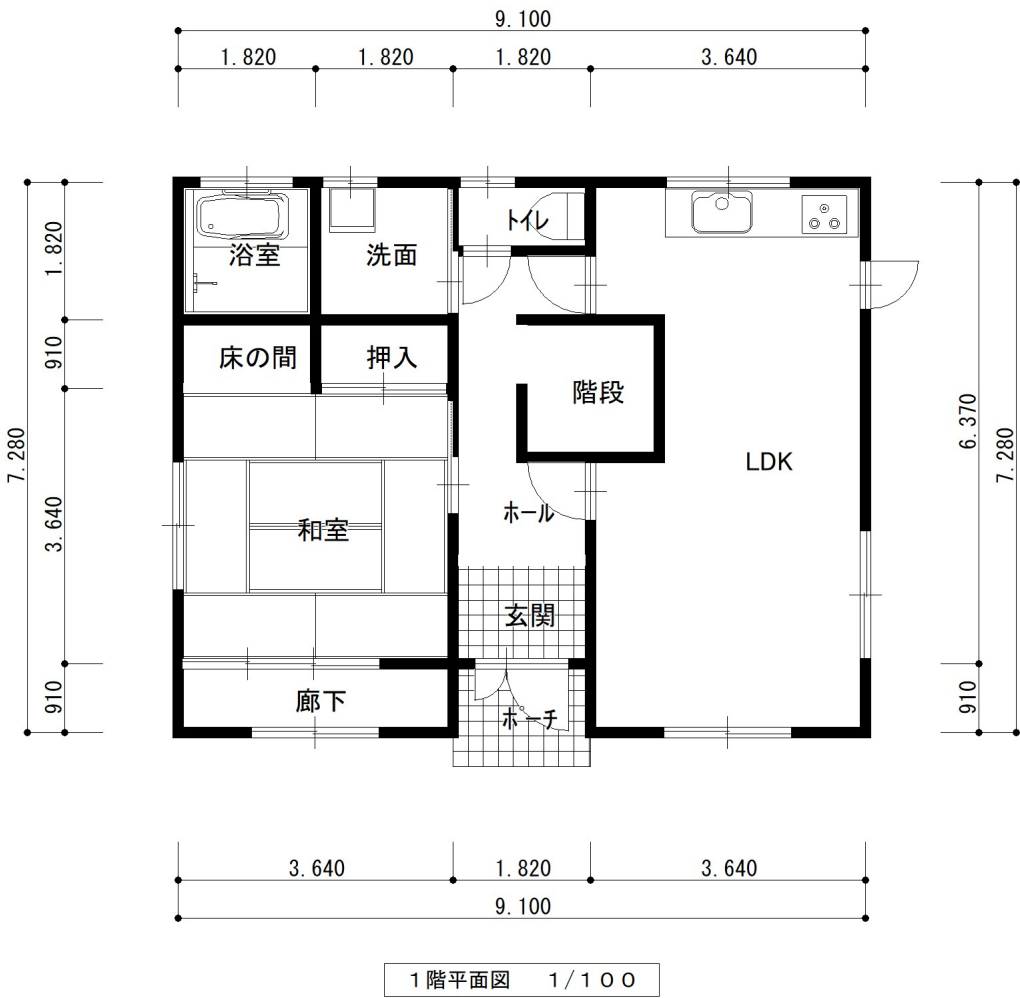 9.100
1.820 1.820 1.820 3.640
1.820
910
3.640
910
7.280
浴室
洗面
トイレ
床の間
押入
階段
LDK
和室
ホール
玄関
廊下
ポーチ
6.370
910
7.280
3.640 1.820 3.640
9.100
1階平面図 1/100